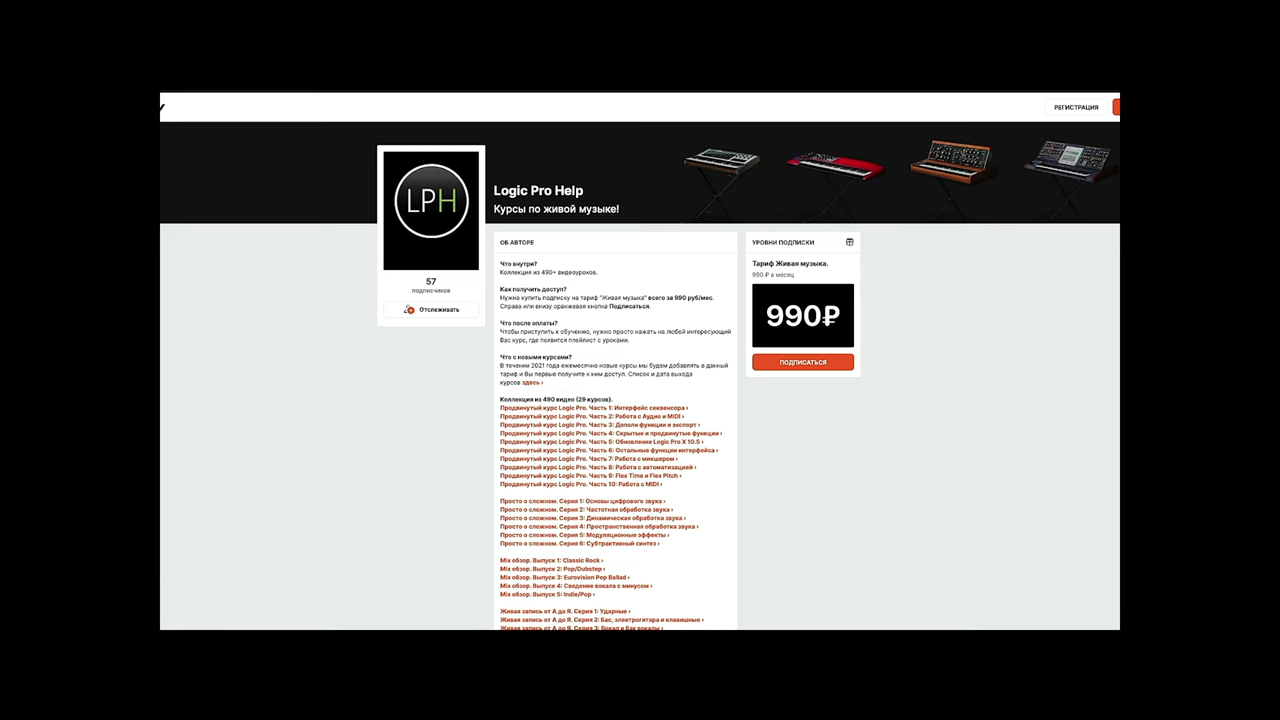 РЕГИСТРАЦИЯ
LPH
Logic Pro Help
Курсы по живой музыке!
57
подписчиков
Отслеживать
ОБ АВТОРЕ
Что внутри?
Коллекция из 490+ видеоуроков.
Как получить доступ?
Нужно купить подписку на тариф "Живая музыка" всего за 990 руб/мес.
Справа или внизу оранжевая кнопка Подписаться.
Что после оплаты?
Чтобы приступить к обучению, нужно просто нажать на любой интересующий
Вас курс, где появится плейлист с уроками.
Что с новыми курсами?
В течении 2021 года ежемесячно новые курсы мы будем добавлять в данный
тариф и Вы первые получите к ним доступ. Список и дата выхода
курсов здесь ›
Коллекция из 490 видео (29 курсов).
Продвинутый курс Logic Pro. Часть 1: Интерфейс секвенсора ›
Продвинутый курс Logic Pro. Часть 2: Работа с Аудио и MIDI ›
Продвинутый курс Logic Pro. Часть 3: Дополн функции и экспорт ›
Продвинутый курс Logic Pro. Часть 4: Скрытые и продвинутые функции ›
Продвинутый курс Logic Pro. Часть 5: Обновление Logic Pro X 10.5 ›
Продвинутый курс Logic Pro. Часть 6: Остальные функции интерфейса ›
Продвинутый курс Logic Pro. Часть 7: Работа с микшером ›
Продвинутый курс Logic Pro. Часть 8: Работа с автоматизацией ›
Продвинутый курс Logic Pro. Часть 9: Flex Time и Flex Pitch ›
Продвинутый курс Logic Pro. Часть 10: Работа с MIDI ›
Просто о сложном. Серия 1: Основы цифрового звука ›
Просто о сложном. Серия 2: Частотная обработка звука ›
Просто о сложном. Серия 3: Динамическая обработка звука ›
Просто о сложном. Серия 4: Пространственная обработка звука ›
Просто о сложном. Серия 5: Модуляционные эффекты ›
Просто о сложном. Серия 6: Субтрактивный синтез ›
Mix обзор. Выпуск 1: Classic Rock ›
Mix обзор. Выпуск 2: Pop/Dubstep ›
Mix обзор. Выпуск 3: Eurovision Pop Ballad ›
Mix обзор. Выпуск 4: Сведение вокала с минусом ›
Mix обзор. Выпуск 5: Indie/Pop ›
Живая запись от А до Я. Серия 1: Ударные ›
Живая запись от А до Я. Серия 2: Бас, электрогитара и клавишные ›
Живая запись от А до Я. Серия 3: Вокал и бэк вокалы ›
УРОВНИ ПОДПИСКИ
Тариф Живая музыка.
990 ₽ в месяц
990₽
ПОДПИСАТЬСЯ